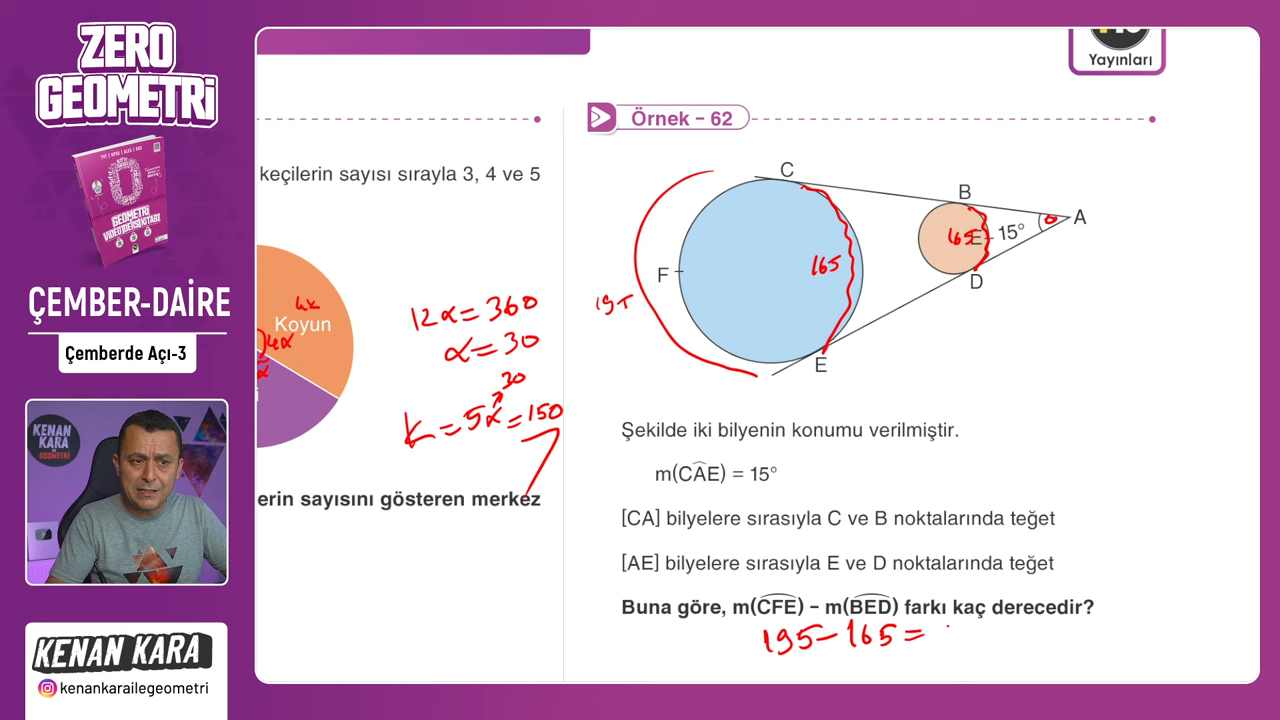 ZERO
GEOMETRİ
GEOMETRİ
VİDEO DERS KİTABI
ÇEMBER-DAİRE
Çemberde Açı-3
KENAN
KARA
GEOMETRİ
KENAN KARA
kenankarailegeometri
keçilerin sayısı sırayla 3, 4 ve 5
4x
Koyun
4α
α
12α = 360
α = 30
30
K = 5α = 150
lerin sayısını gösteren merkez
Yayınları
Örnek – 62
C
B
A
165
E
15°
D
F
165
195
E
Şekilde iki bilyenin konumu verilmiştir.
m(CAE) = 15°
[CA] bilyelere sırasıyla C ve B noktalarında teğet
[AE] bilyelere sırasıyla E ve D noktalarında teğet
Buna göre, m(CFE) – m(BED) farkı kaç derecedir?
195 – 165 =